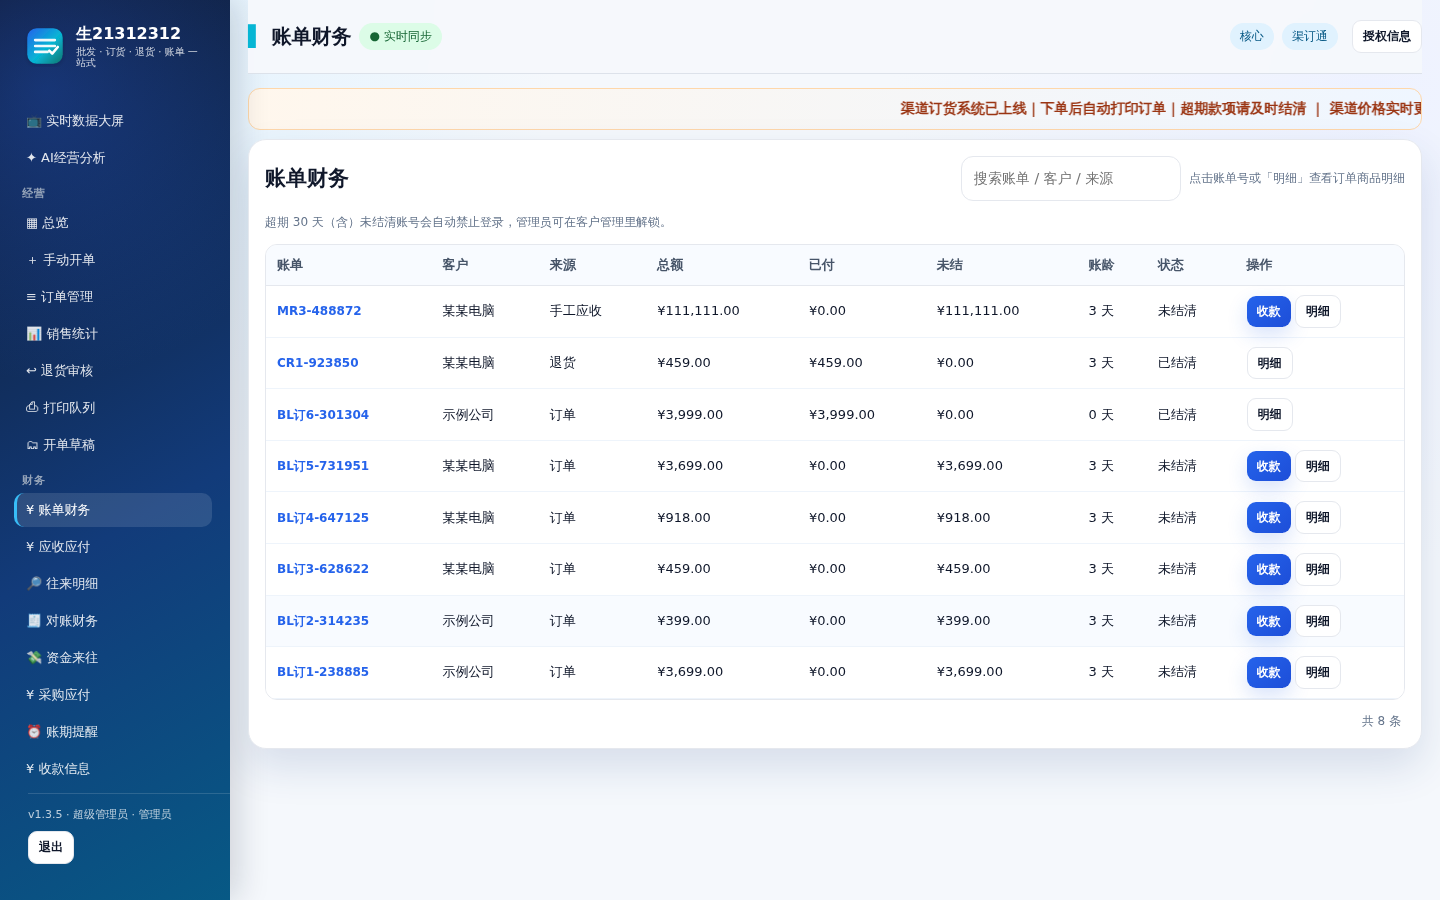 生21312312
批发 · 订货 · 退货 · 账单 一
站式
📺 实时数据大屏
✦ AI经营分析
经营
▦ 总览
＋ 手动开单
≡ 订单管理
📊 销售统计
↩ 退货审核
⎙ 打印队列
🗂 开单草稿
财务
¥ 账单财务
¥ 应收应付
🔎 往来明细
🧾 对账财务
💸 资金来往
¥ 采购应付
⏰ 账期提醒
¥ 收款信息
v1.3.5 · 超级管理员 · 管理员
退出
账单财务
● 实时同步
核心
渠订通
授权信息
渠道订货系统已上线｜下单后自动打印订单｜超期款项请及时结清 ｜ 渠道价格实时更
账单财务
搜索账单 / 客户 / 来源
点击账单号或「明细」查看订单商品明细
超期 30 天（含）未结清账号会自动禁止登录，管理员可在客户管理里解锁。
账单 客户 来源 总额 已付 未结 账龄 状态 操作
MR3-488872 某某电脑 手工应收 ¥111,111.00 ¥0.00 ¥111,111.00 3 天 未结清 收款 明细
CR1-923850 某某电脑 退货 ¥459.00 ¥459.00 ¥0.00 3 天 已结清 明细
BL订6-301304 示例公司 订单 ¥3,999.00 ¥3,999.00 ¥0.00 0 天 已结清 明细
BL订5-731951 某某电脑 订单 ¥3,699.00 ¥0.00 ¥3,699.00 3 天 未结清 收款 明细
BL订4-647125 某某电脑 订单 ¥918.00 ¥0.00 ¥918.00 3 天 未结清 收款 明细
BL订3-628622 某某电脑 订单 ¥459.00 ¥0.00 ¥459.00 3 天 未结清 收款 明细
BL订2-314235 示例公司 订单 ¥399.00 ¥0.00 ¥399.00 3 天 未结清 收款 明细
BL订1-238885 示例公司 订单 ¥3,699.00 ¥0.00 ¥3,699.00 3 天 未结清 收款 明细
共 8 条